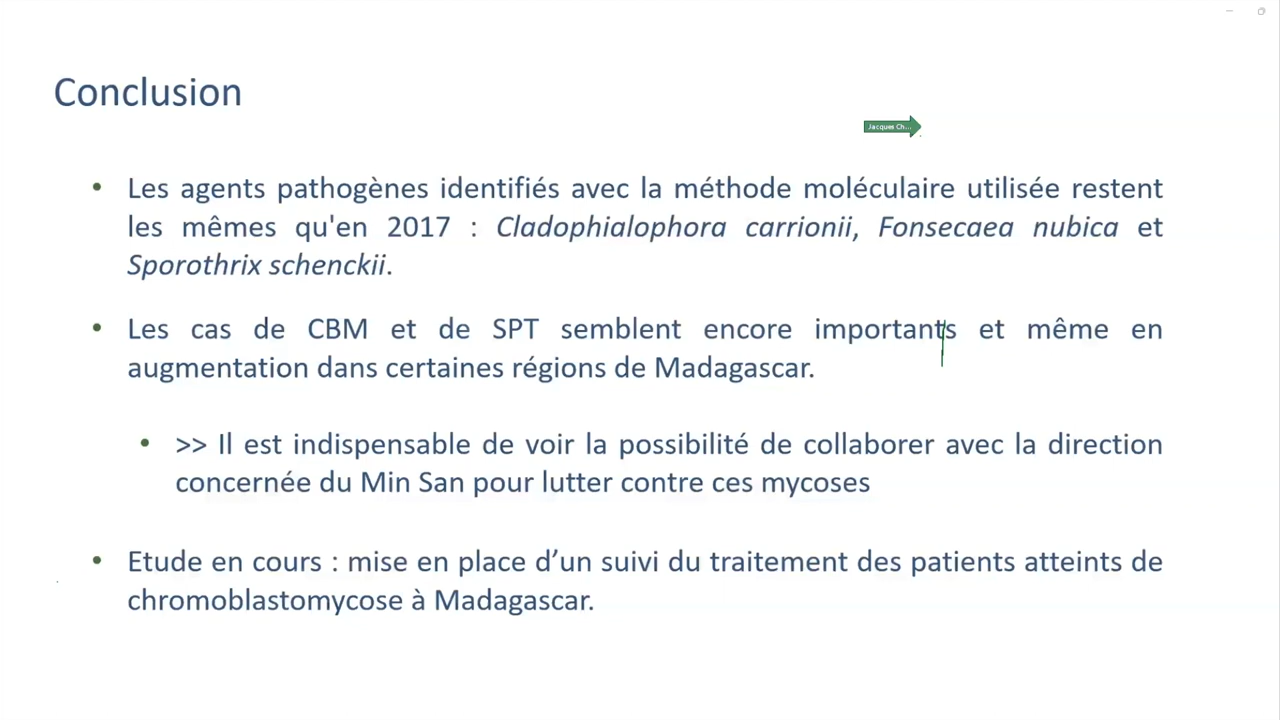 Conclusion
Jacques Ch...
• Les agents pathogènes identifiés avec la méthode moléculaire utilisée restent
les mêmes qu'en 2017 : Cladophialophora carrionii, Fonsecaea nubica et
Sporothrix schenckii.
• Les cas de CBM et de SPT semblent encore importants et même en
augmentation dans certaines régions de Madagascar.
• >> Il est indispensable de voir la possibilité de collaborer avec la direction
concernée du Min San pour lutter contre ces mycoses
• Etude en cours : mise en place d’un suivi du traitement des patients atteints de
chromoblastomycose à Madagascar.